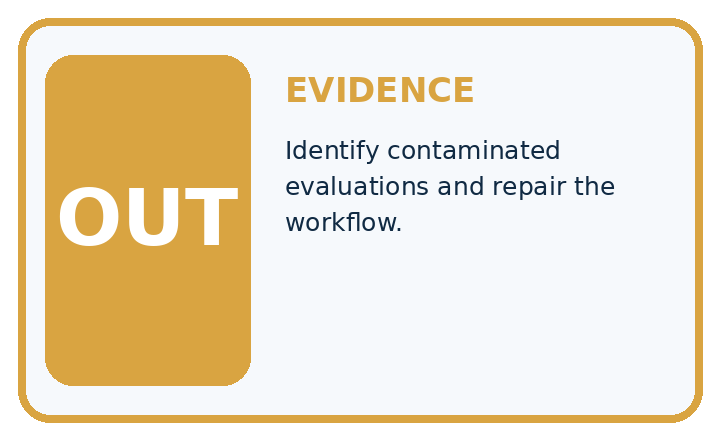 OUT
EVIDENCE
Identify contaminated
evaluations and repair the
workflow.